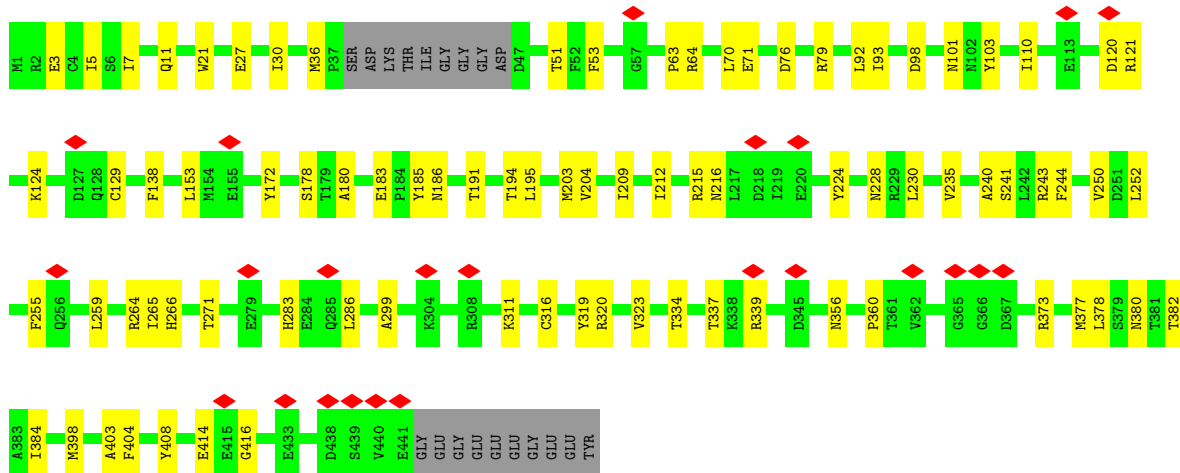 M1 R2 E3 C4 I5 S6 I7 Q11 W21 E27 I30 M36 P37 SER ASP LYS THR ILE GLY GLY GLY ASP D47 T51 F52 F53 G57 P63 R64 L70 E71 D76 R79 L92 I93 D98 N101 N102 Y103 I110 E113 D120 R121
K124 D127 Q128 C129 F138 L153 M154 E155 Y172 S178 T179 A180 E183 P184 Y185 N186 T191 T194 L195 M203 V204 I209 I212 R215 N216 L217 D218 I219 E220 Y224 N228 R229 L230 V235 A240 S241 L242 R243 F244 V250 D251 L252
F255 Q256 L259 R264 I265 H266 T271 E279 H283 E284 Q285 L286 A299 K304 R308 K311 C316 Y319 R320 V323 T334 T337 K338 R339 D345 N356 P360 T361 V362 G365 G366 D367 R373 M377 L378 S379 N380 T381 T382
A383 I384 M398 A403 F404 Y408 E414 E415 G416 E433 D438 S439 V440 E441 GLY GLU GLY GLU GLU GLU GLY GLU GLU TYR